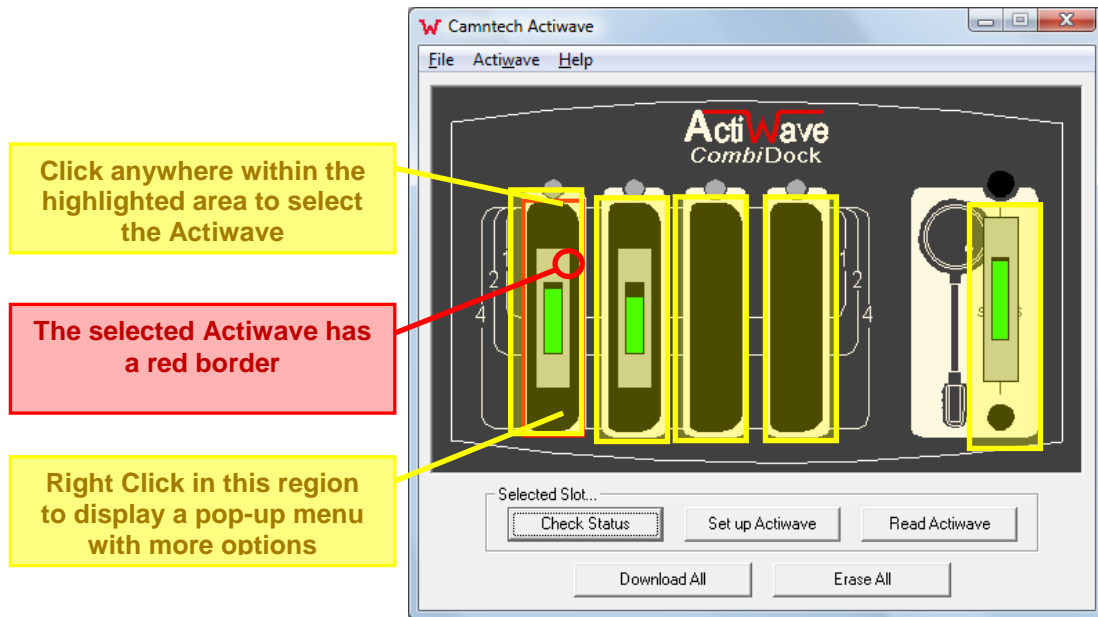 Camntech Actiwave
File Actiwave Help
ActiWave
CombiDock
Click anywhere within the
highlighted area to select
the Actiwave
1
2
4
1
2
4
The selected Actiwave has
a red border
Right Click in this region
to display a pop-up menu
with more options
Selected Slot...
Check Status Set up Actiwave Read Actiwave
Download All Erase All